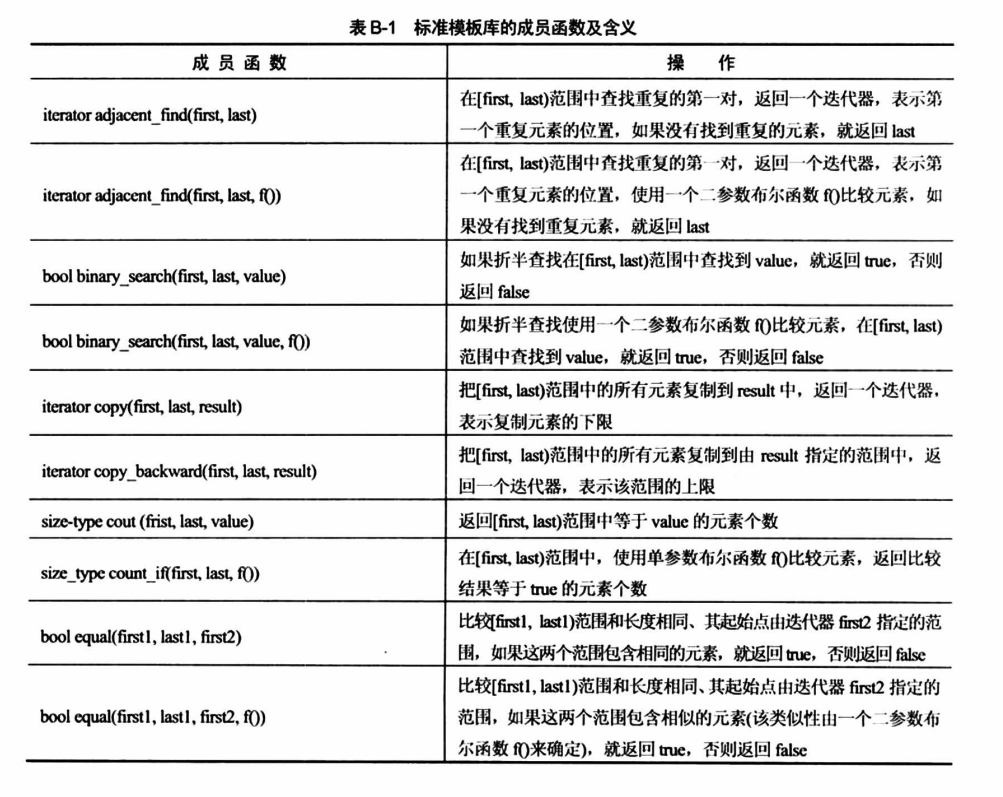 表 B-1 标准模板库的成员函数及含义
成 员 函 数
操 作
iterator adjacent_find(first, last)
在[first, last)范围中查找重复的第一对，返回一个迭代器，表示第
一个重复元素的位置，如果没有找到重复的元素，就返回 last
iterator adjacent_find(first, last, f())
在[first, last)范围中查找重复的第一对，返回一个迭代器，表示第
一个重复元素的位置，使用一个二参数布尔函数 f()比较元素，如
果没有找到重复元素，就返回 last
bool binary_search(first, last, value)
如果折半查找在[first, last)范围中查找到 value，就返回 true，否则
返回 false
bool binary_search(first, last, value, f())
如果折半查找使用一个二参数布尔函数 f()比较元素，在[first, last)
范围中查找到 value，就返回 true，否则返回 false
iterator copy(first, last, result)
把[first, last)范围中的所有元素复制到 result 中，返回一个迭代器，
表示复制元素的下限
iterator copy_backward(first, last, result)
把[first, last)范围中的所有元素复制到由 result 指定的范围中，返
回一个迭代器，表示该范围的上限
size-type cout (frist, last, value)
返回[first, last)范围中等于 value 的元素个数
size_type count_if(first, last, f())
在[first, last)范围中，使用单参数布尔函数 f()比较元素，返回比较
结果等于 true 的元素个数
bool equal(first1, last1, first2)
比较[first1, last1)范围和长度相同、其起始点由迭代器 first2 指定的范
围，如果这两个范围包含相同的元素，就返回 true，否则返回 false
bool equal(first1, last1, first2, f())
比较[first1, last1)范围和长度相同、其起始点由迭代器 first2 指定的
范围，如果这两个范围包含相似的元素(该类似性由一个二参数布
尔函数 f()来确定)，就返回 true，否则返回 false